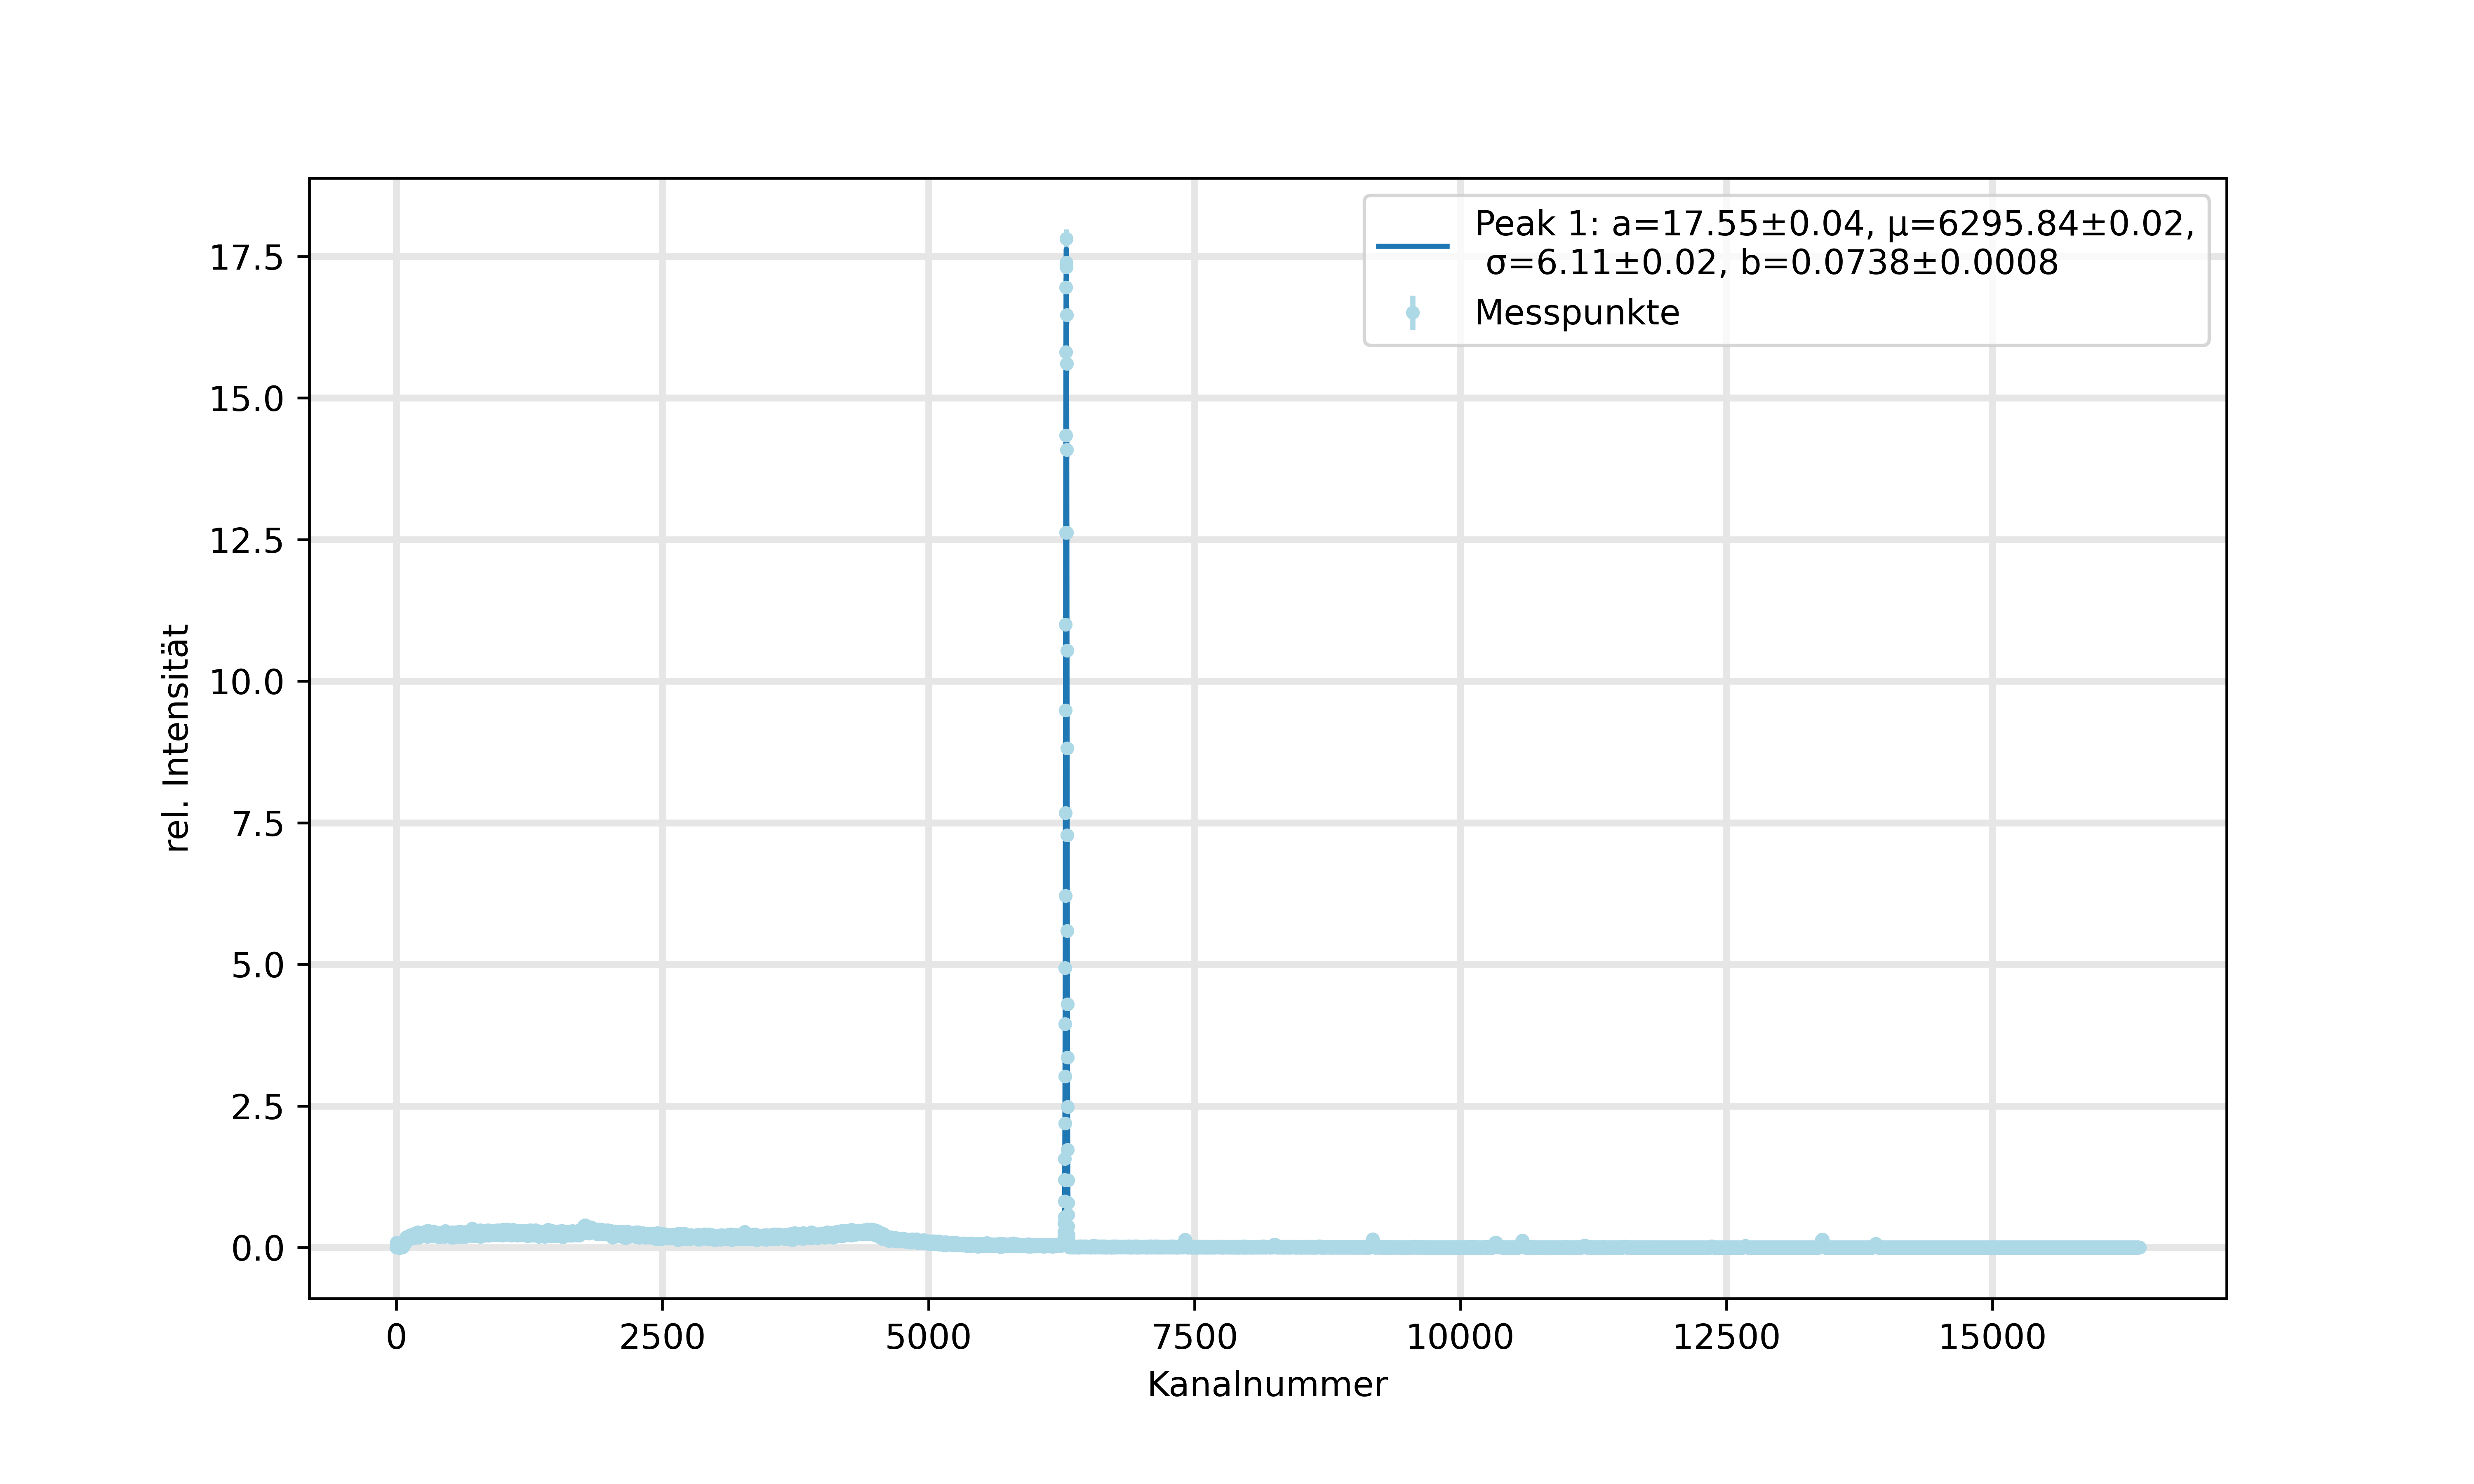 Peak 1: a=17.55±0.04, μ=6295.84±0.02,
σ=6.11±0.02, b=0.0738±0.0008
Messpunkte
17.5
15.0
12.5
10.0
7.5
5.0
2.5
0.0
rel. Intensität
0 2500 5000 7500 10000 12500 15000
Kanalnummer